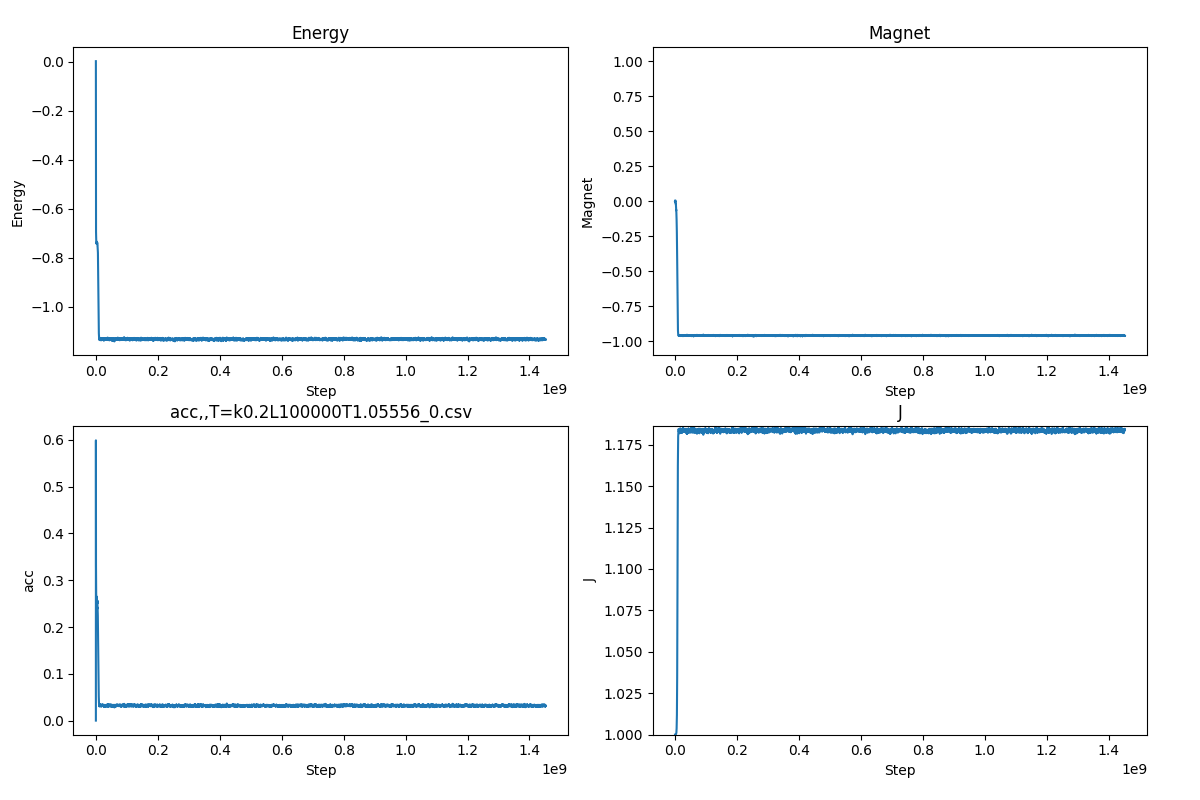 Energy
0.0
−0.2
−0.4
−0.6
−0.8
−1.0
Energy
0.0 0.2 0.4 0.6 0.8 1.0 1.2 1.4
1e9
Step
Magnet
1.00
0.75
0.50
0.25
0.00
−0.25
−0.50
−0.75
−1.00
Magnet
0.0 0.2 0.4 0.6 0.8 1.0 1.2 1.4
1e9
Step
acc,,T=k0.2L100000T1.05556_0.csv
0.6
0.5
0.4
0.3
0.2
0.1
0.0
acc
0.0 0.2 0.4 0.6 0.8 1.0 1.2 1.4
1e9
Step
J
1.175
1.150
1.125
1.100
1.075
1.050
1.025
1.000
J
0.0 0.2 0.4 0.6 0.8 1.0 1.2 1.4
1e9
Step